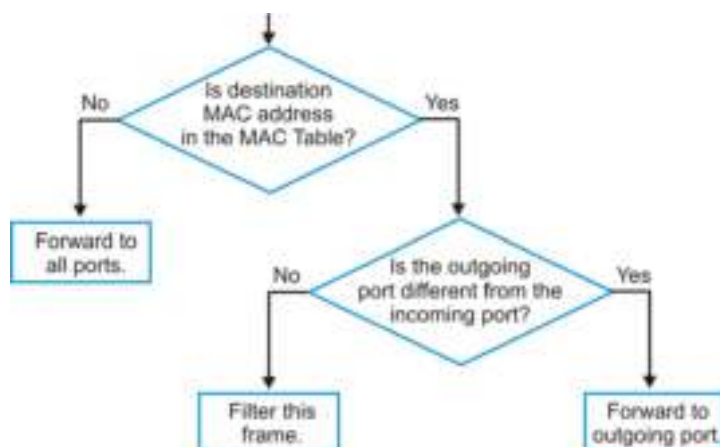 Is destination
No
MAC address
Yes
in the MAC Table?
Forward to
all ports.
Is the outgoing
No
port different from the
Yes
incoming port?
Filter this
frame.
Forward to
outgoing port